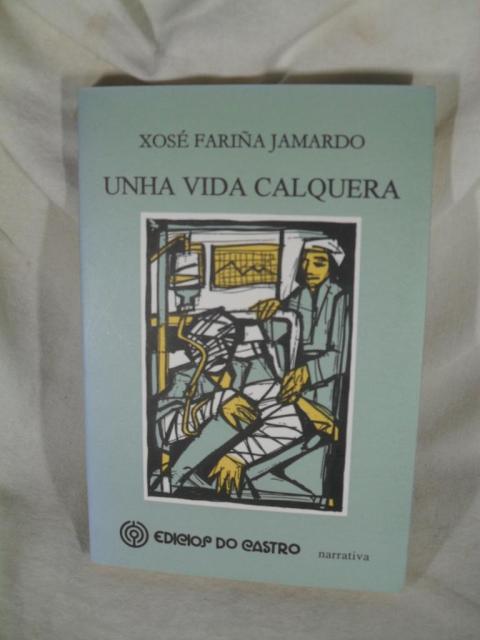 XOSÉ FARIÑA JAMARDO
UNHA VIDA CALQUERA
EDICIOS DO CASTRO
narrativa